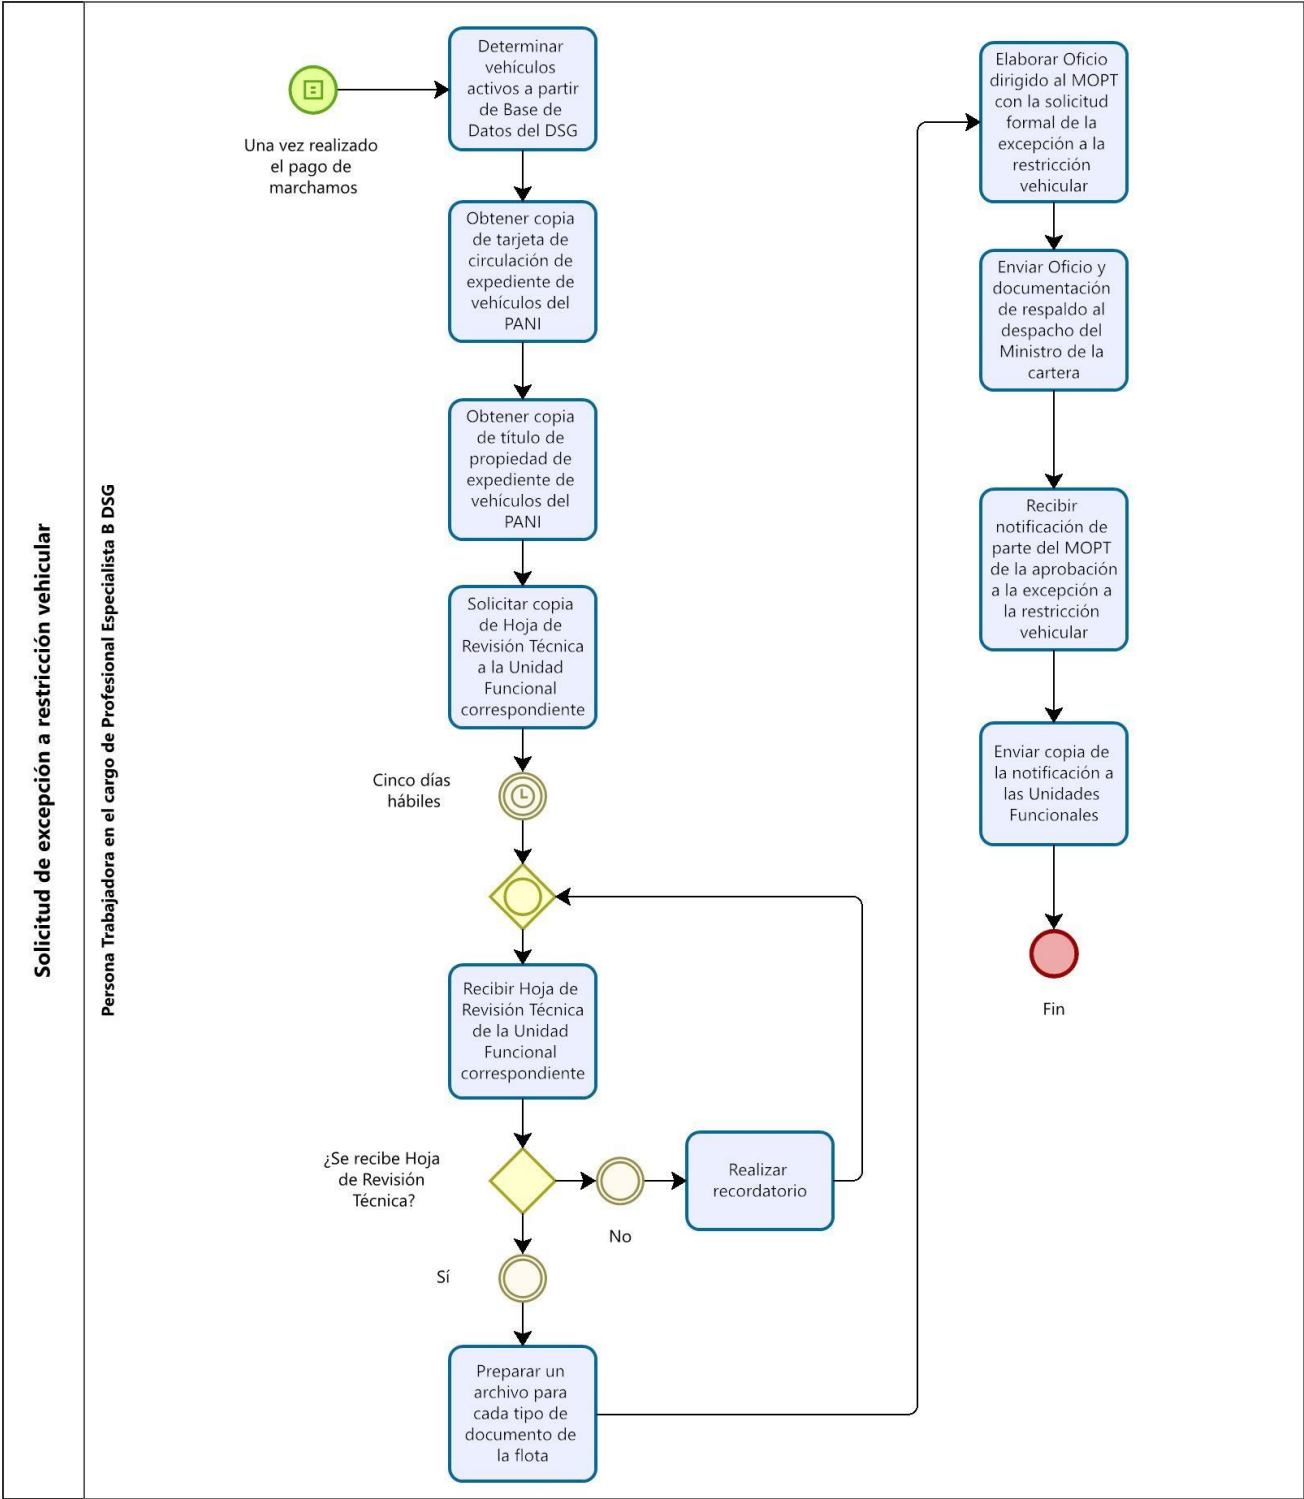 Solicitud de excepción a restricción vehicular
Persona Trabajadora en el cargo de Profesional Especialista B DSG
Una vez realizado
el pago de
marchamos
Determinar
vehículos
activos a partir
de Base de
Datos del DSG
Obtener copia
de tarjeta de
circulación de
expediente de
vehículos del
PANI
Obtener copia
de título de
propiedad de
expediente de
vehículos del
PANI
Solicitar copia
de Hoja de
Revisión Técnica
a la Unidad
Funcional
correspondiente
Cinco días
hábiles
Recibir Hoja de
Revisión Técnica
de la Unidad
Funcional
correspondiente
¿Se recibe Hoja
de Revisión
Técnica?
No
Realizar
recordatorio
Sí
Preparar un
archivo para
cada tipo de
documento de
la flota
Elaborar Oficio
dirigido al MOPT
con la solicitud
formal de la
excepción a la
restricción
vehicular
Enviar Oficio y
documentación
de respaldo al
despacho del
Ministro de la
cartera
Recibir
notificación de
parte del MOPT
de la aprobación
a la excepción a
la restricción
vehicular
Enviar copia de
la notificación a
las Unidades
Funcionales
Fin